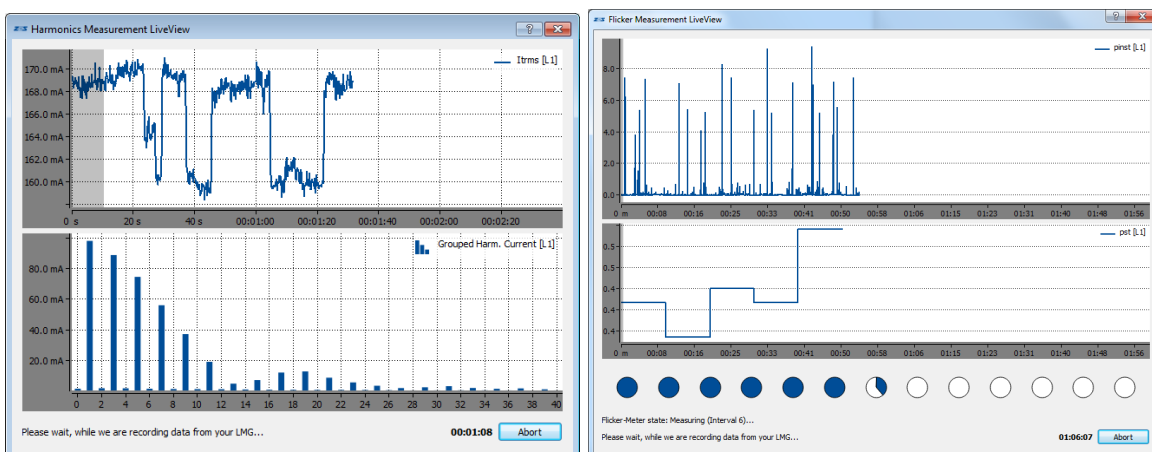 Harmonics Measurement LiveView
Itrms [L1]
170.0 mA
168.0 mA
166.0 mA
164.0 mA
162.0 mA
160.0 mA
0 s 20 s 40 s 00:01:00 00:01:20 00:01:40 00:02:00 00:02:20
Grouped Harm. Current [L1]
80.0 mA
60.0 mA
40.0 mA
20.0 mA
0 2 4 6 8 10 12 14 16 18 19 21 23 24 26 28 30 32 34 36 38 40
Please wait, while we are recording data from your LMG... 00:01:08 Abort
Flicker Measurement LiveView
pinst [L1]
8.0
6.0
4.0
2.0
0.0
0 m 00:08 00:16 00:25 00:33 00:41 00:50 00:58 01:06 01:15 01:23 01:31 01:40 01:48 01:56
pst [L1]
0.5
0.5
0.4
0.4
0.4
0 m 00:08 00:16 00:25 00:33 00:41 00:50 00:58 01:06 01:15 01:23 01:31 01:40 01:48 01:56
Flicker-Meter state: Measuring (Interval 6)...
Please wait, while we are recording data from your LMG... 01:06:07 Abort